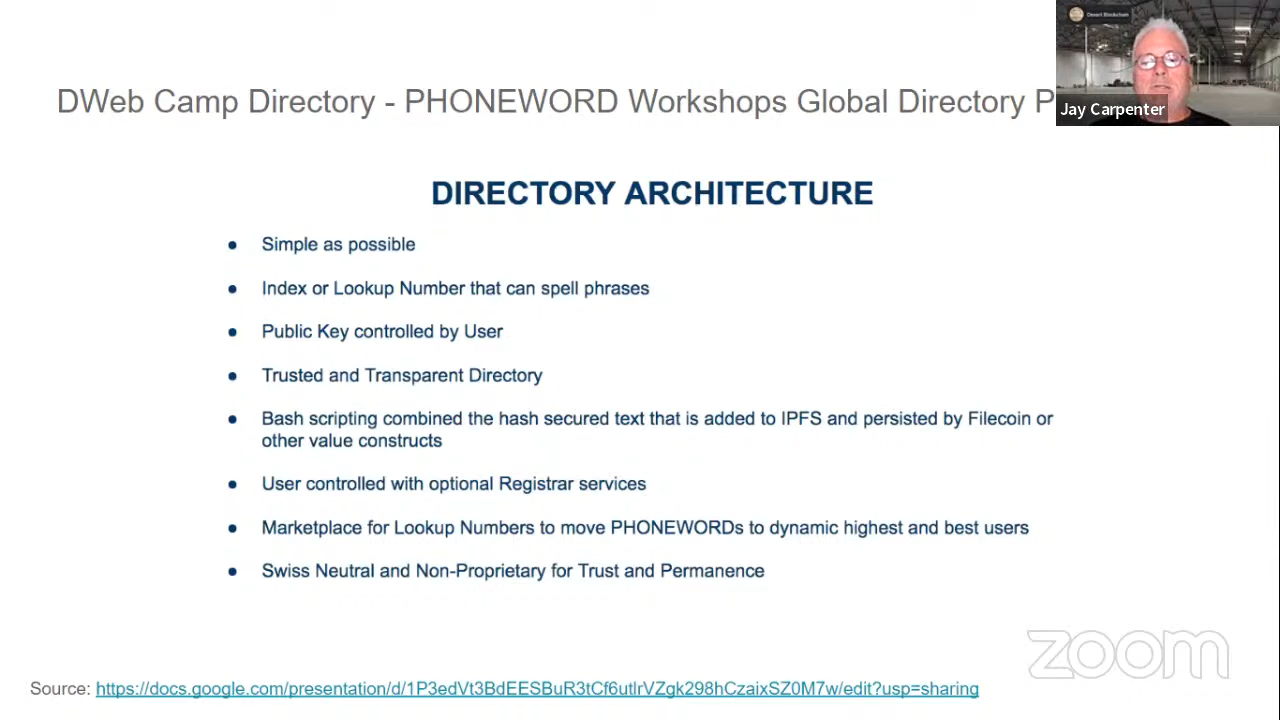 Desert Blockchain
DWeb Camp Directory - PHONEWORD Workshops Global Directory P
Jay Carpenter
DIRECTORY ARCHITECTURE
● Simple as possible
● Index or Lookup Number that can spell phrases
● Public Key controlled by User
● Trusted and Transparent Directory
● Bash scripting combined the hash secured text that is added to IPFS and persisted by Filecoin or
other value constructs
● User controlled with optional Registrar services
● Marketplace for Lookup Numbers to move PHONEWORDs to dynamic highest and best users
● Swiss Neutral and Non-Proprietary for Trust and Permanence
zoom
Source: https://docs.google.com/presentation/d/1P3edVt3BdEESBuR3tCf6utlrVZgk298hCzaixSZ0M7w/edit?usp=sharing